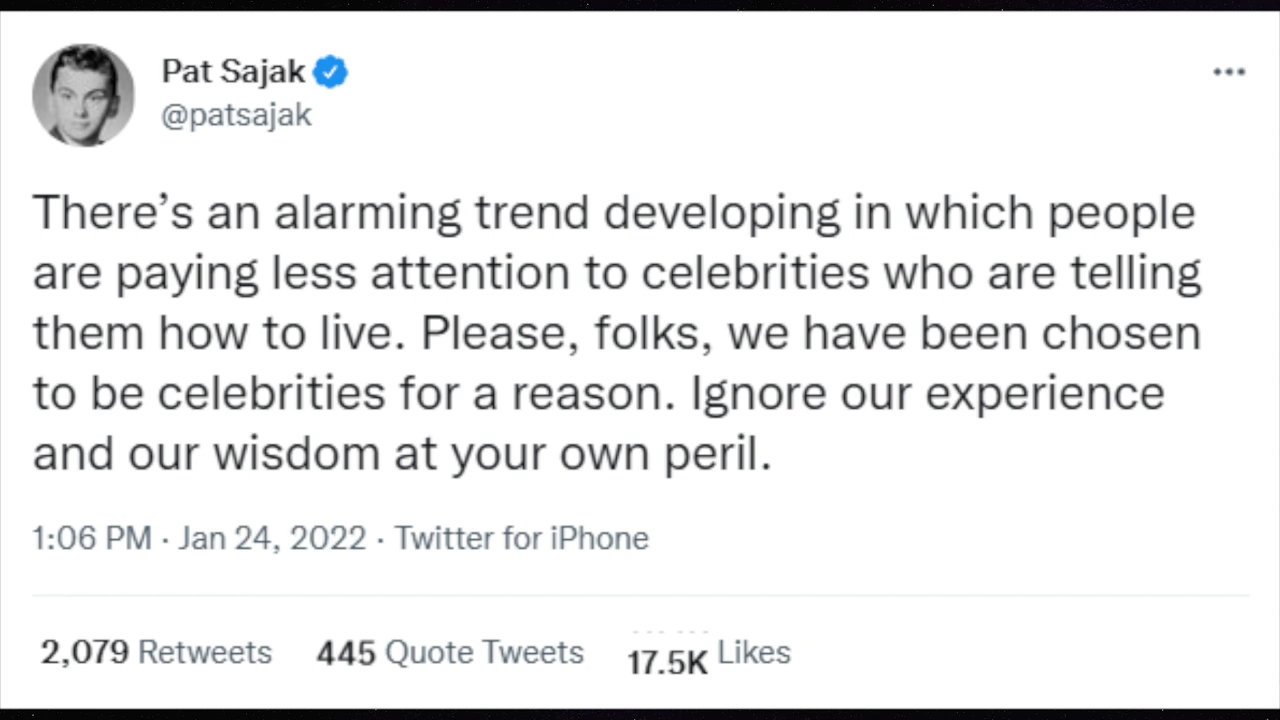 Pat Sajak
@patsajak
There’s an alarming trend developing in which people
are paying less attention to celebrities who are telling
them how to live. Please, folks, we have been chosen
to be celebrities for a reason. Ignore our experience
and our wisdom at your own peril.
1:06 PM · Jan 24, 2022 · Twitter for iPhone
2,079 Retweets 445 Quote Tweets 17.5K Likes